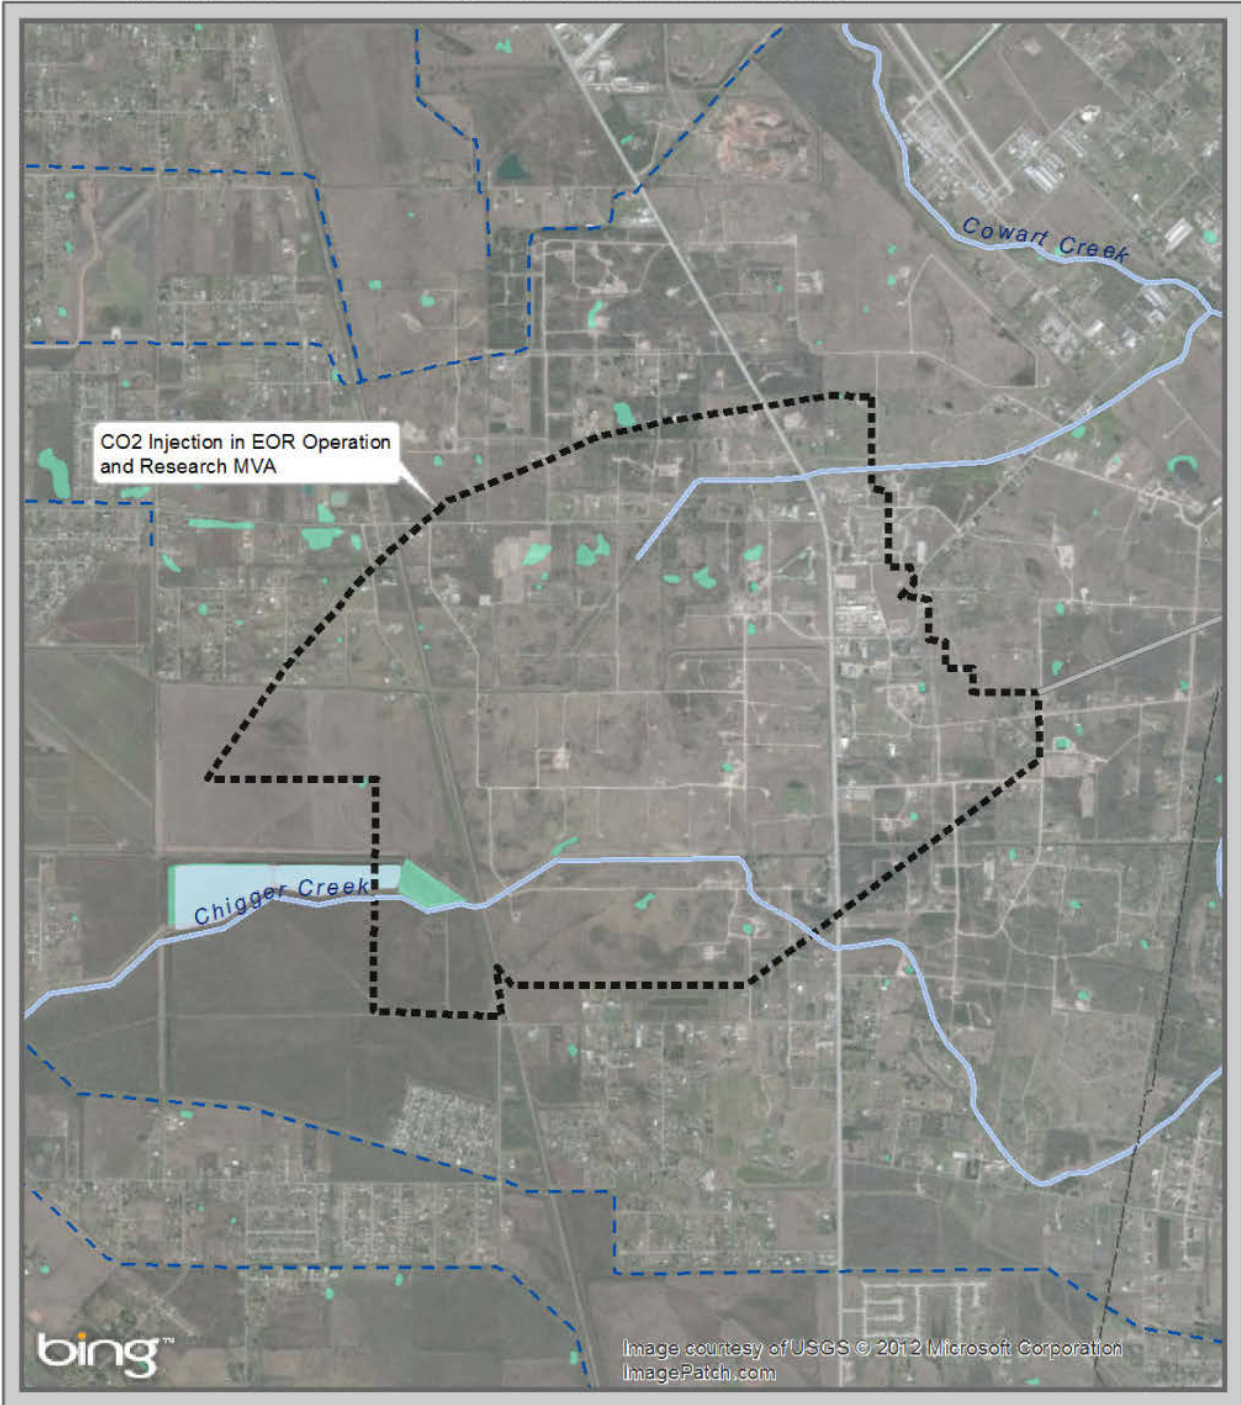 Cowart Creek
CO2 Injection in EOR Operation
and Research MVA
Chigger Creek
bing™
Image courtesy of USGS © 2012 Microsoft Corporation
ImagePatch.com